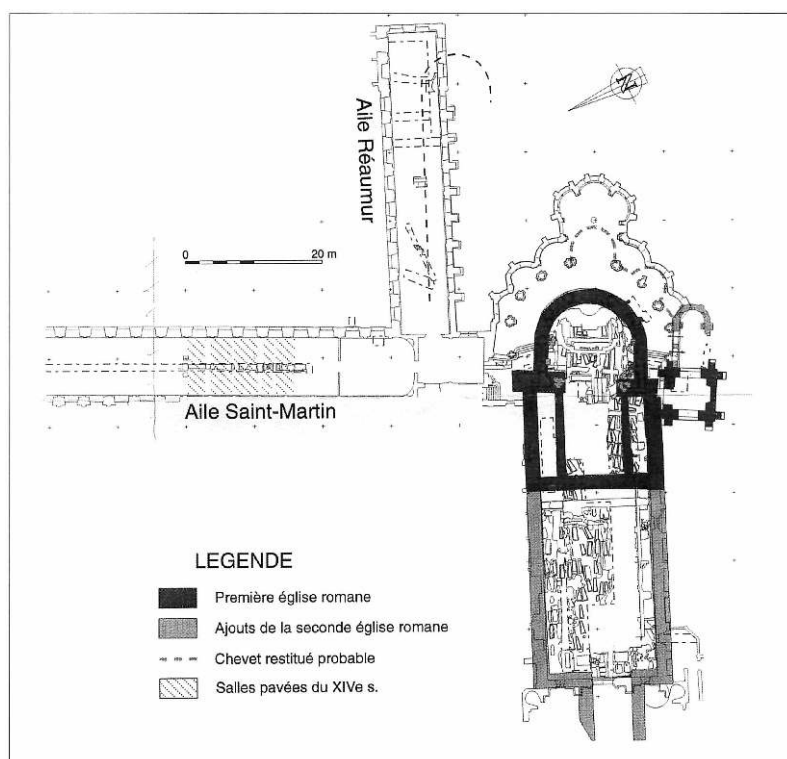 Aile Réaumur
N
0 20 m
Aile Saint-Martin
LEGENDE
Première église romane
Ajouts de la seconde église romane
Chevet restitué probable
Salles pavées du XIVe s.